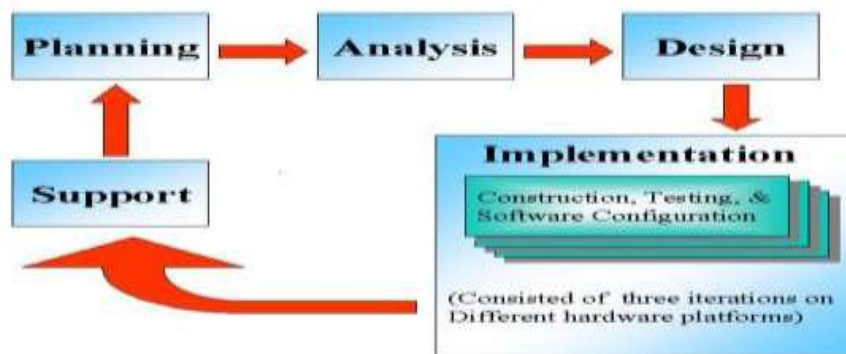 Planning
Analysis
Design
Support
Implementation
Construction, Testing, &
Software Configuration
(Consisted of three iterations on
Different hardware platforms)